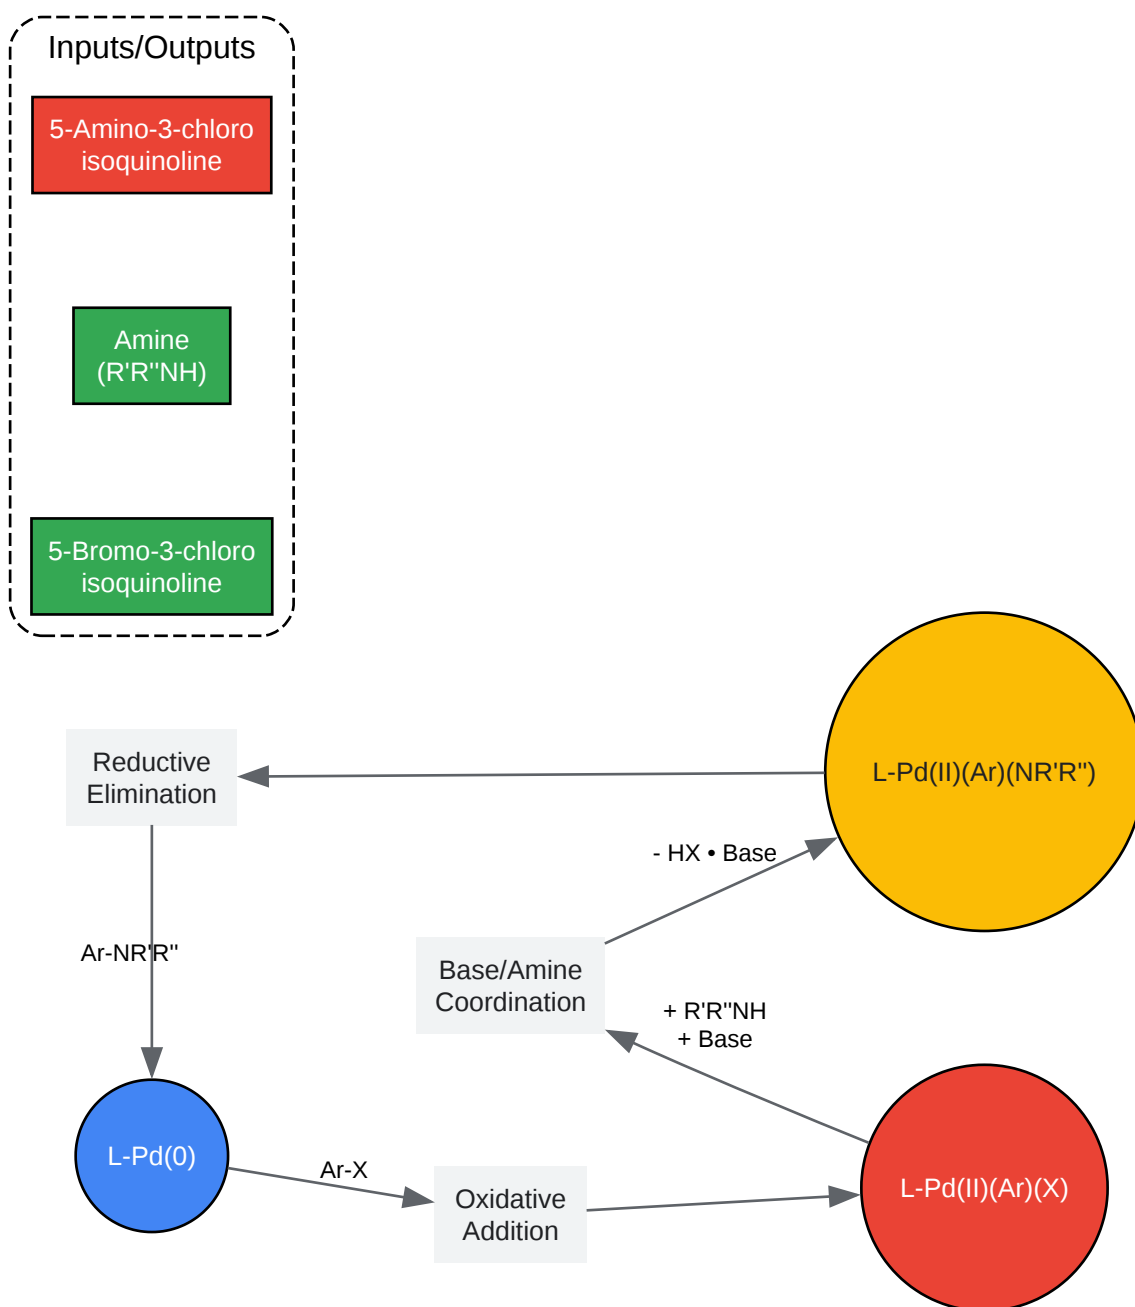 Inputs/Outputs
5-Amino-3-chloro
isoquinoline
Amine
(R'R''NH)
5-Bromo-3-chloro
isoquinoline
Reductive
Elimination
L-Pd(II)(Ar)(NR'R'')
- HX • Base
Ar-NR'R''
Base/Amine
Coordination
+ R'R''NH
+ Base
L-Pd(0)
Ar-X
Oxidative
Addition
L-Pd(II)(Ar)(X)